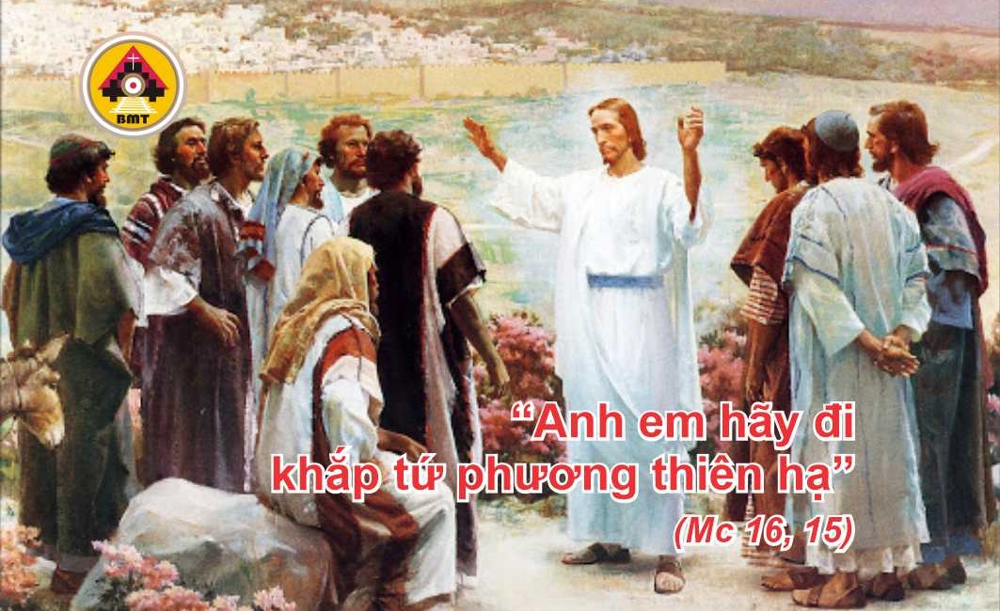 BMT
“Anh em hãy đi
khắp tứ phương thiên hạ”
(Mc 16, 15)